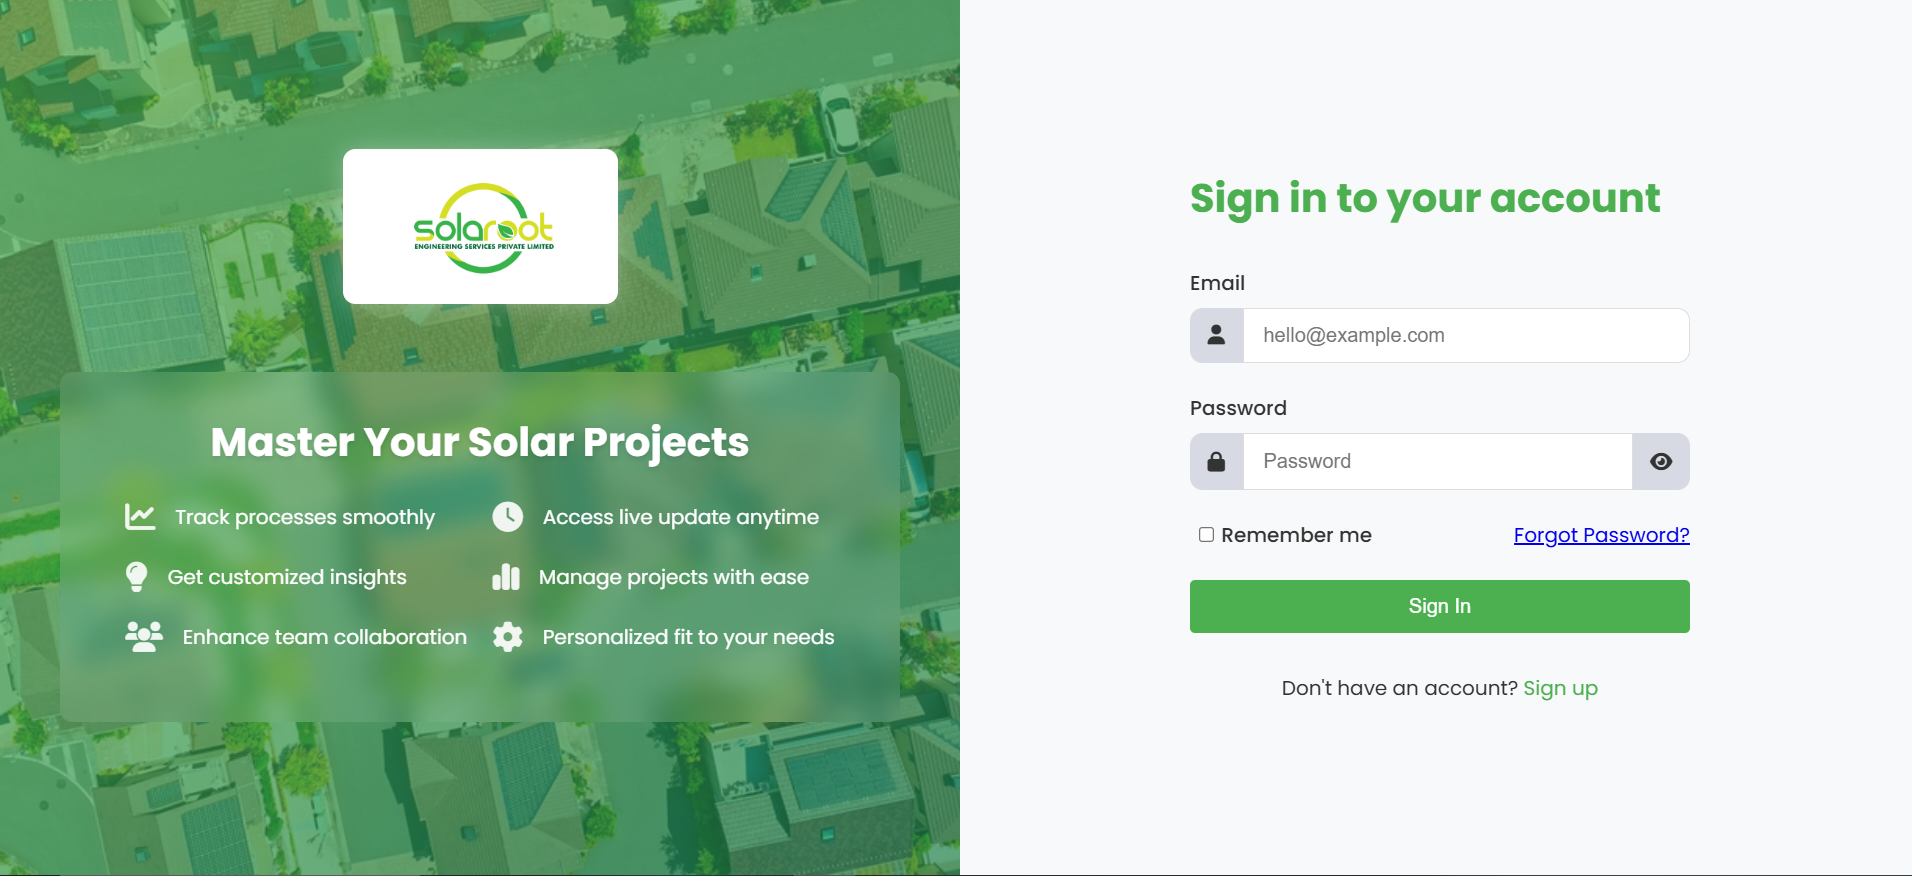 solaroot
ENGINEERING SERVICES PRIVATE LIMITED
Master Your Solar Projects
Track processes smoothly
Access live update anytime
Get customized insights
Manage projects with ease
Enhance team collaboration
Personalized fit to your needs
Sign in to your account
Email
hello@example.com
Password
Password
Remember me
Forgot Password?
Sign In
Don't have an account? Sign up